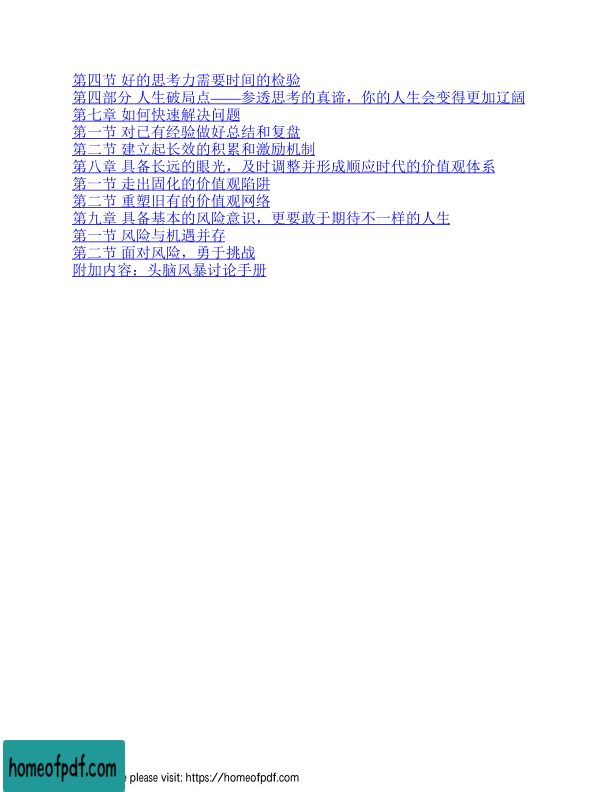 第四节 好的思考力需要时间的检验
第四部分 人生破局点——参透思考的真谛，你的人生会变得更加辽阔
第七章 如何快速解决问题
第一节 对已有经验做好总结和复盘
第二节 建立起长效的积累和激励机制
第八章 具备长远的眼光，及时调整并形成顺应时代的价值观体系
第一节 走出固化的价值观陷阱
第二节 重塑旧有的价值观网络
第九章 具备基本的风险意识，更要敢于期待不一样的人生
第一节 风险与机遇并存
第二节 面对风险，勇于挑战
附加内容：头脑风暴讨论手册
homeofpdf.com
please visit: https://homeofpdf.com